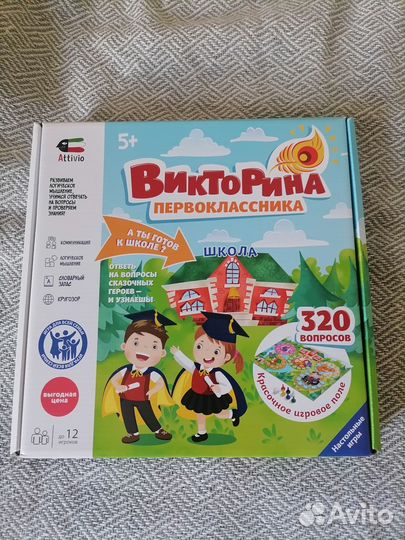 Attivio
5+
ВИКТОРИНА
ПЕРВОКЛАССНИКА
РАЗВИВАЕМ
ЛОГИЧЕСКОЕ
МЫШЛЕНИЕ,
УЧИМСЯ ОТВЕЧАТЬ
НА ВОПРОСЫ
И ПРОВЕРЯЕМ
ЗНАНИЯ!
КОММУНИКАЦИЯ
ЛОГИЧЕСКОЕ
МЫШЛЕНИЕ
СЛОВАРНЫЙ
ЗАПАС
КРУГОЗОР
А ТЫ ГОТОВ
К ШКОЛЕ?
ОТВЕТЬ
НА ВОПРОСЫ
СКАЗОЧНЫХ
ГЕРОЕВ –
И УЗНАЕШЬ!
ШКОЛА
320
ВОПРОСОВ
Красочное игровое поле
выгодная
цена
до 12
игроков
Настольные
игры
Avito